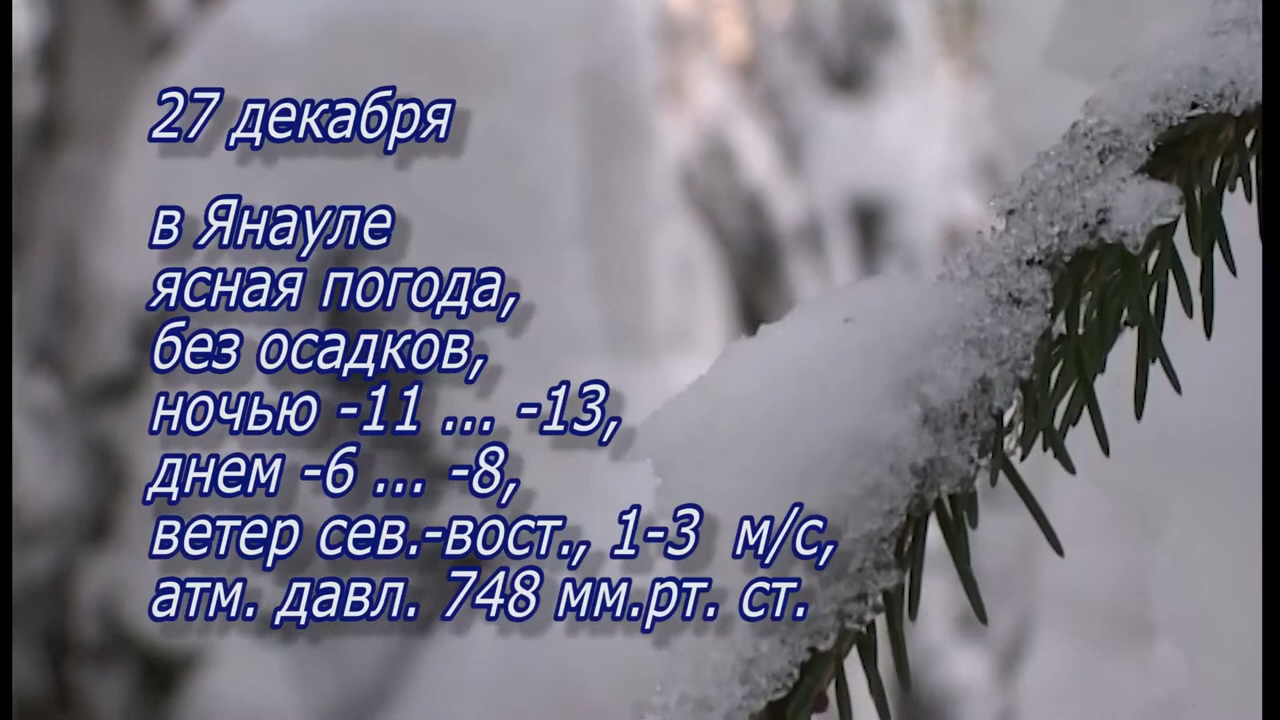 27 декабря
в Янауле
ясная погода,
без осадков,
ночью -11 ... -13,
днем -6 ... -8,
ветер сев.-вост., 1-3 м/с,
атм. давл. 748 мм.рт. ст.